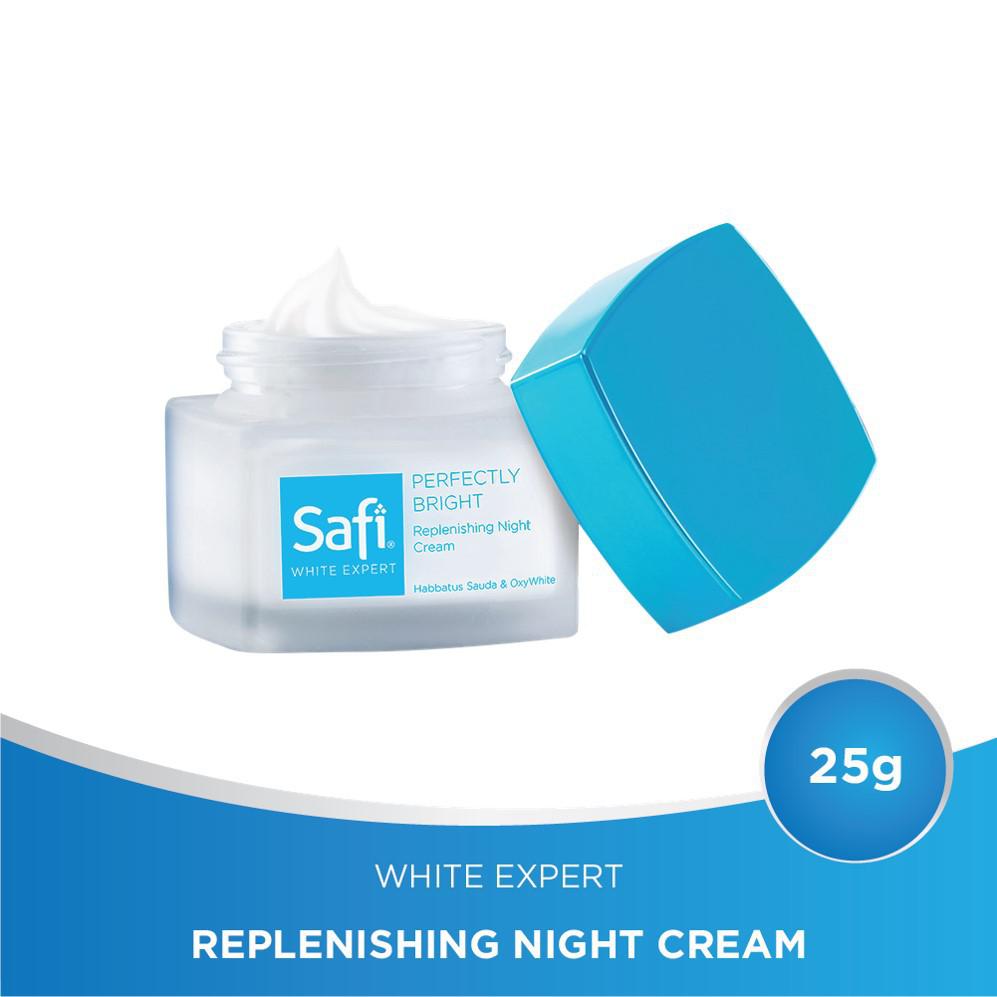 Safi®
WHITE EXPERT
PERFECTLY
BRIGHT
Replenishing Night
Cream
Habbatus Sauda & OxyWhite
25g
WHITE EXPERT
REPLENISHING NIGHT CREAM